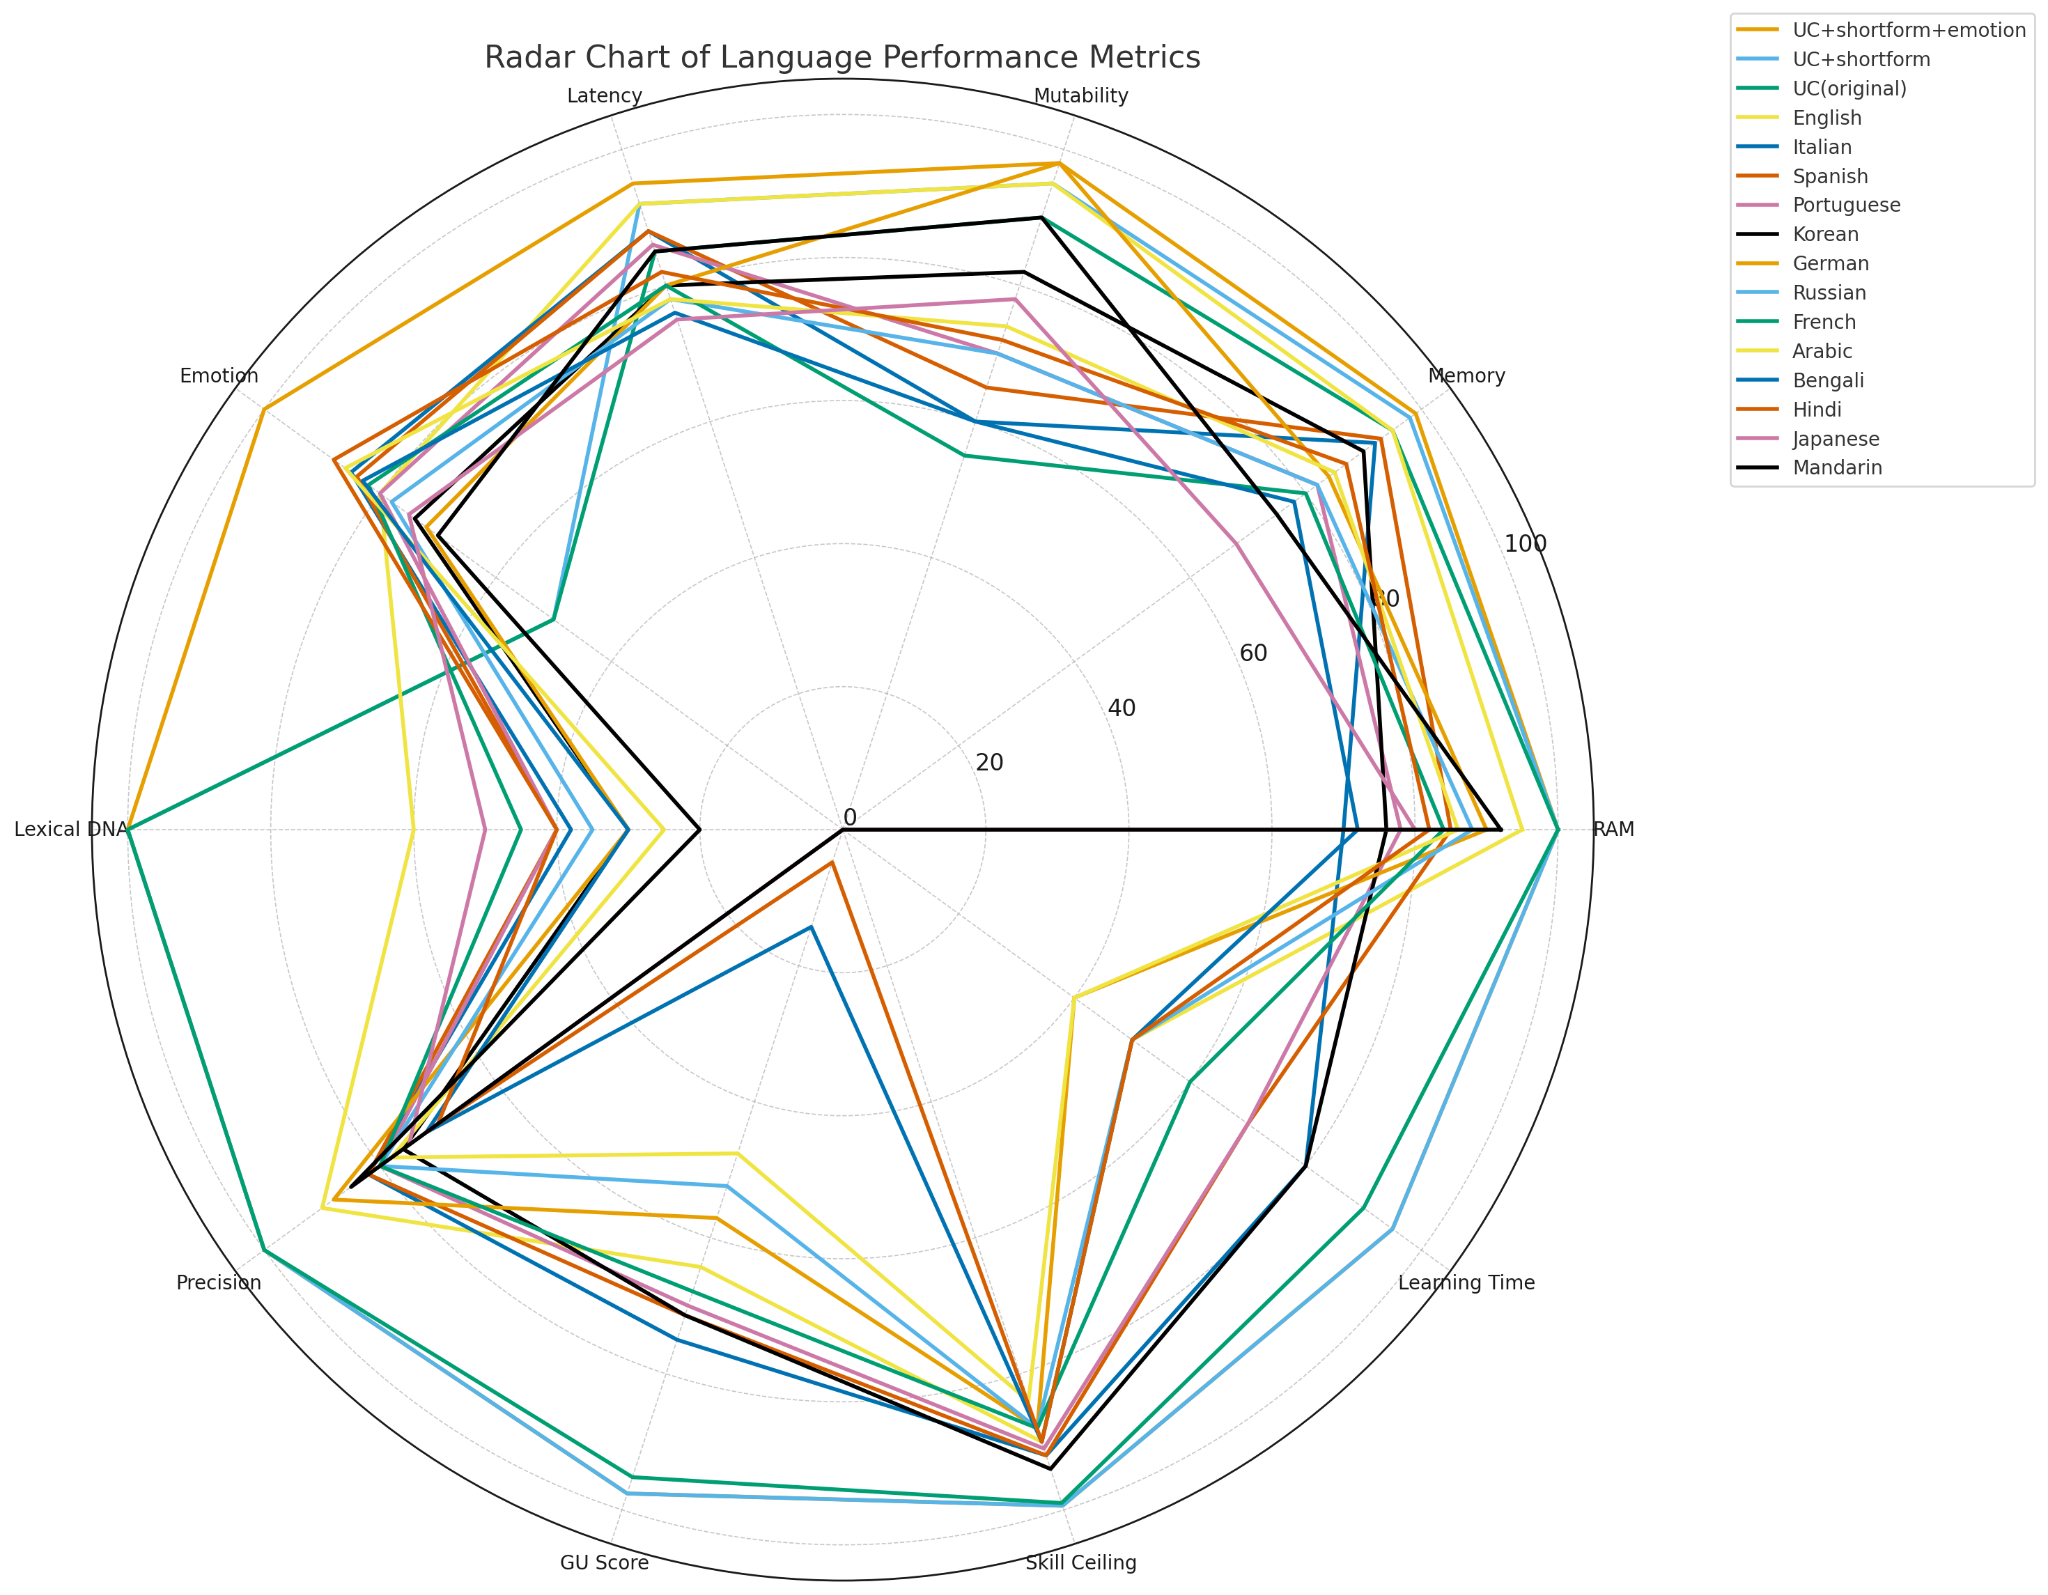 Radar Chart of Language Performance Metrics
UC+shortform+emotion
UC+shortform
UC(original)
English
Italian
Spanish
Portuguese
Korean
German
Russian
French
Arabic
Bengali
Hindi
Japanese
Mandarin
Latency
Mutability
Emotion
Memory
100
80
60
40
20
0
Lexical DNA
RAM
Precision
Learning Time
GU Score
Skill Ceiling